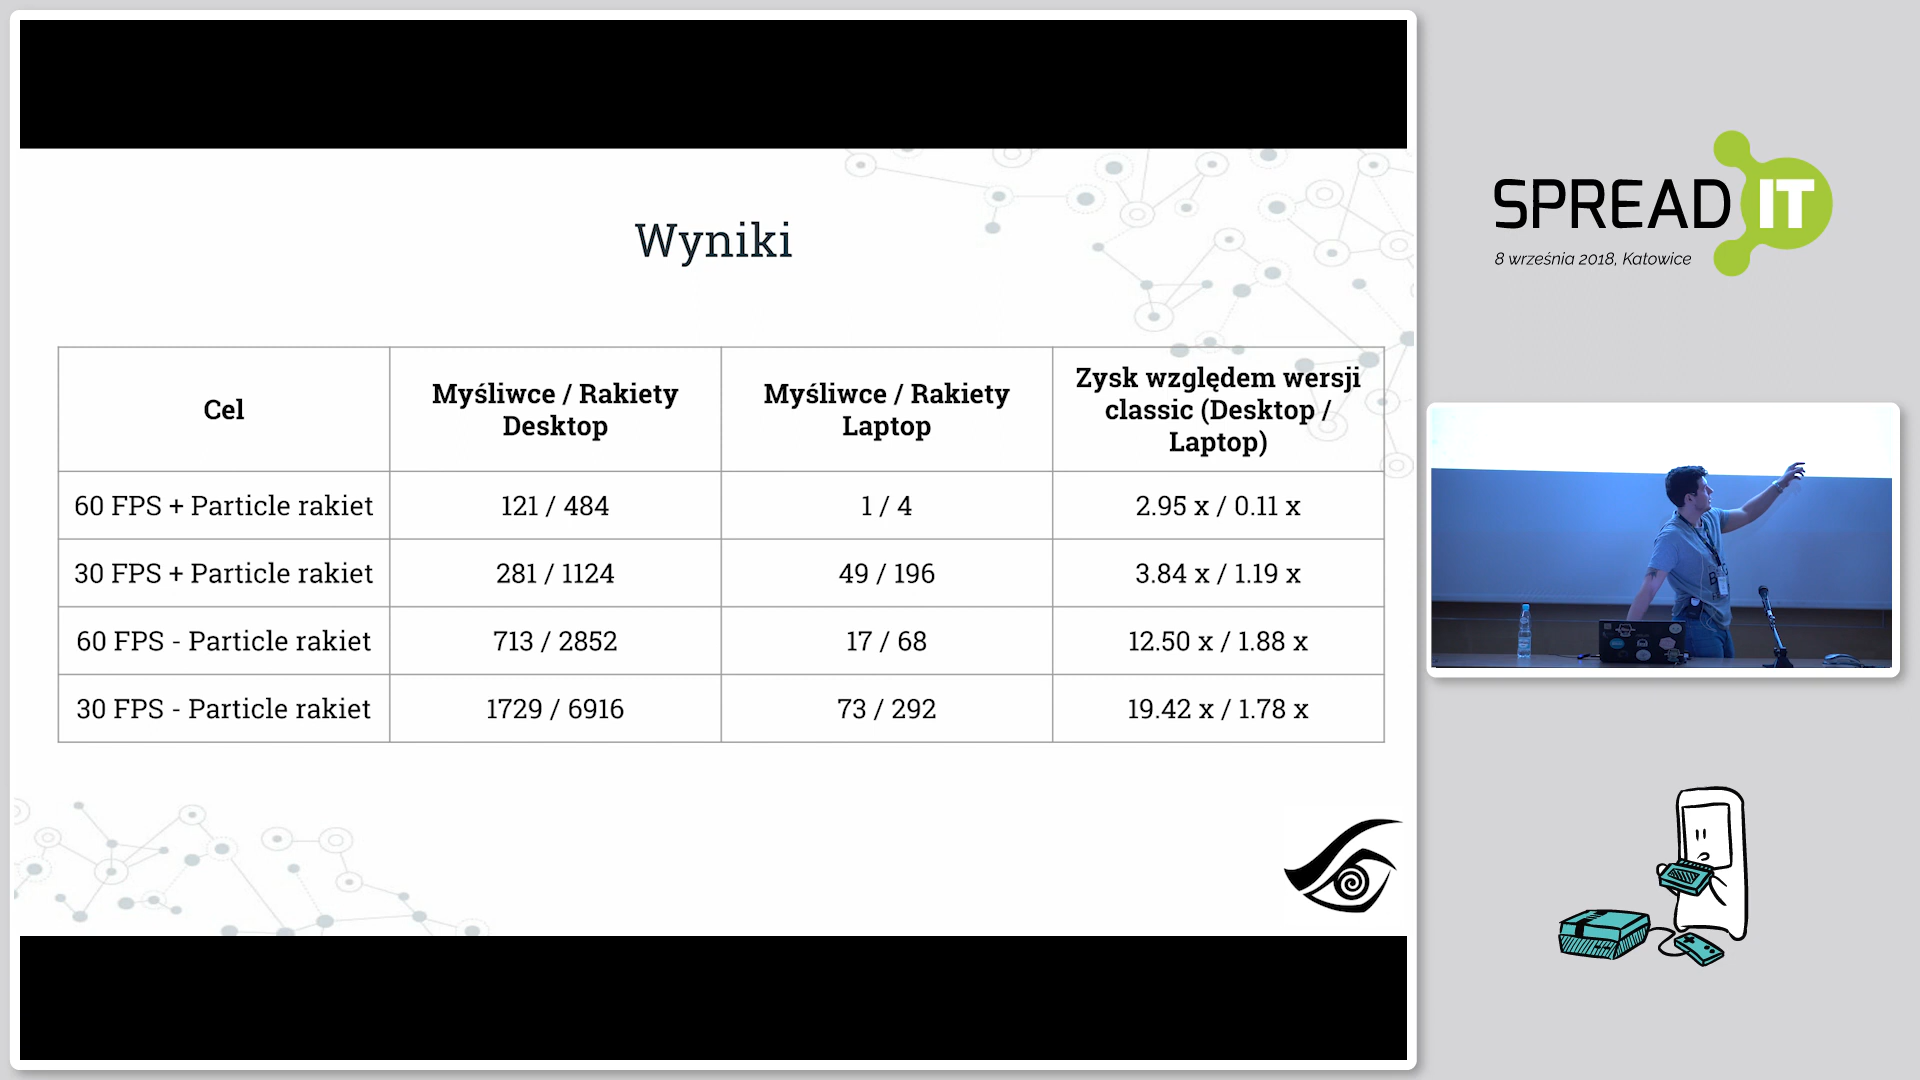 Wyniki
Cel
Myśliwce / Rakiety
Desktop
Myśliwce / Rakiety
Laptop
Zysk względem wersji
classic (Desktop /
Laptop)
60 FPS + Particle rakiet
121 / 484
1 / 4
2.95 x / 0.11 x
30 FPS + Particle rakiet
281 / 1124
49 / 196
3.84 x / 1.19 x
60 FPS - Particle rakiet
713 / 2852
17 / 68
12.50 x / 1.88 x
30 FPS - Particle rakiet
1729 / 6916
73 / 292
19.42 x / 1.78 x
SPREAD IT
8 września 2018, Katowice